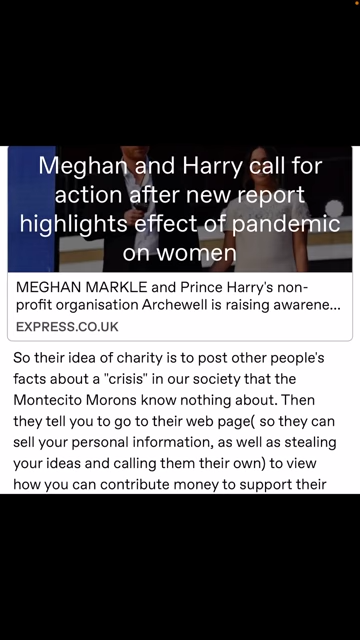 Meghan and Harry call for
action after new report
highlights effect of pandemic
on women
MEGHAN MARKLE and Prince Harry's non-
profit organisation Archewell is raising awarene...
EXPRESS.CO.UK
So their idea of charity is to post other people's
facts about a "crisis" in our society that the
Montecito Morons know nothing about. Then
they tell you to go to their web page( so they can
sell your personal information, as well as stealing
your ideas and calling them their own) to view
how you can contribute money to support their